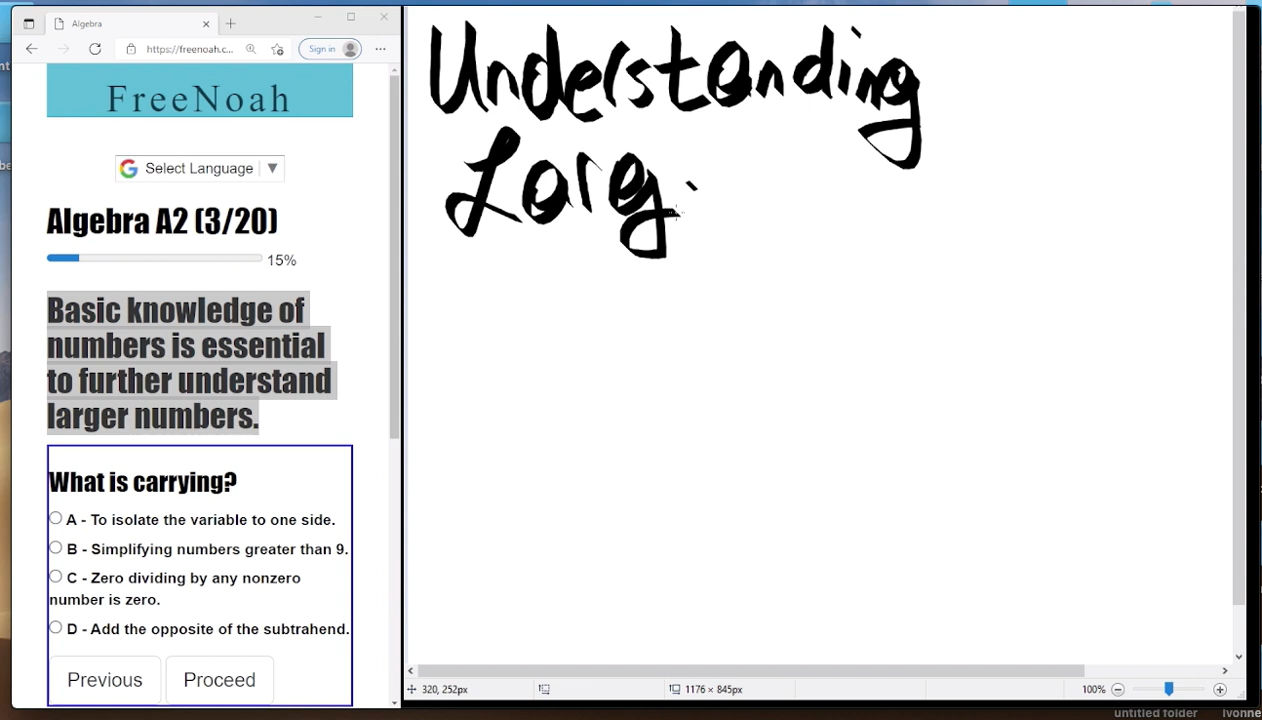 Algebra
https://freenoah.c...
Sign in
FreeNoah
Select Language
Algebra A2 (3/20)
15%
Basic knowledge of
numbers is essential
to further understand
larger numbers.
What is carrying?
A - To isolate the variable to one side.
B - Simplifying numbers greater than 9.
C - Zero dividing by any nonzero
number is zero.
D - Add the opposite of the subtrahend.
Previous
Proceed
Understanding
Larg
320, 252px
1176 × 845px
100%
untitled folder
Ivonne